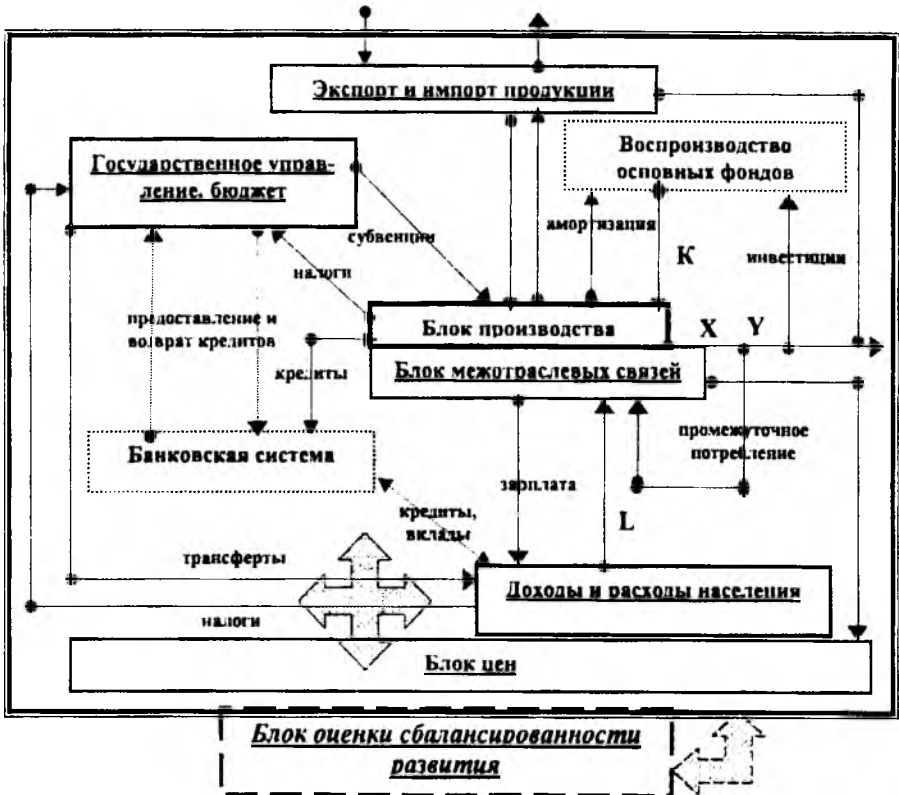 Экспорт и импорт продукции
Воспроизводство
основных фондов
Государственное управ-
ление, бюджет
субвенции
амортизация
К
инвестиции
налоги
предоставление и
возврат кредитов
Блок производства
X Y
Блок межотраслевых связей
кредиты
промежуточное
потребление
Банковская система
зарплата
L
кредиты,
вклады
трансферты
Доходы и расходы населения
налоги
Блок цен
Блок оценки сбалансированности
развития